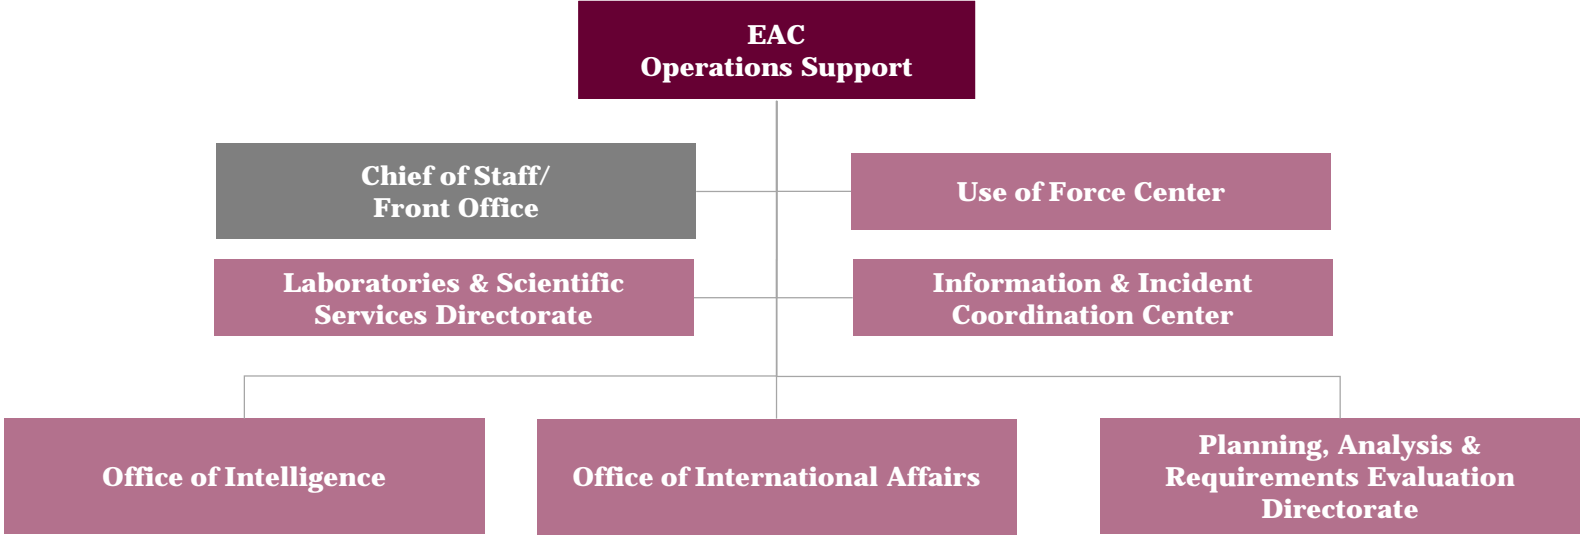 EAC
Operations Support
Chief of Staff/
Front Office
Use of Force Center
Laboratories & Scientific
Services Directorate
Information & Incident
Coordination Center
Office of Intelligence
Office of International Affairs
Planning, Analysis &
Requirements Evaluation
Directorate